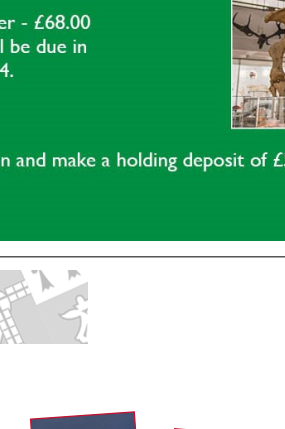 er - £68.00
l be due in
4.
n and make a holding deposit of £